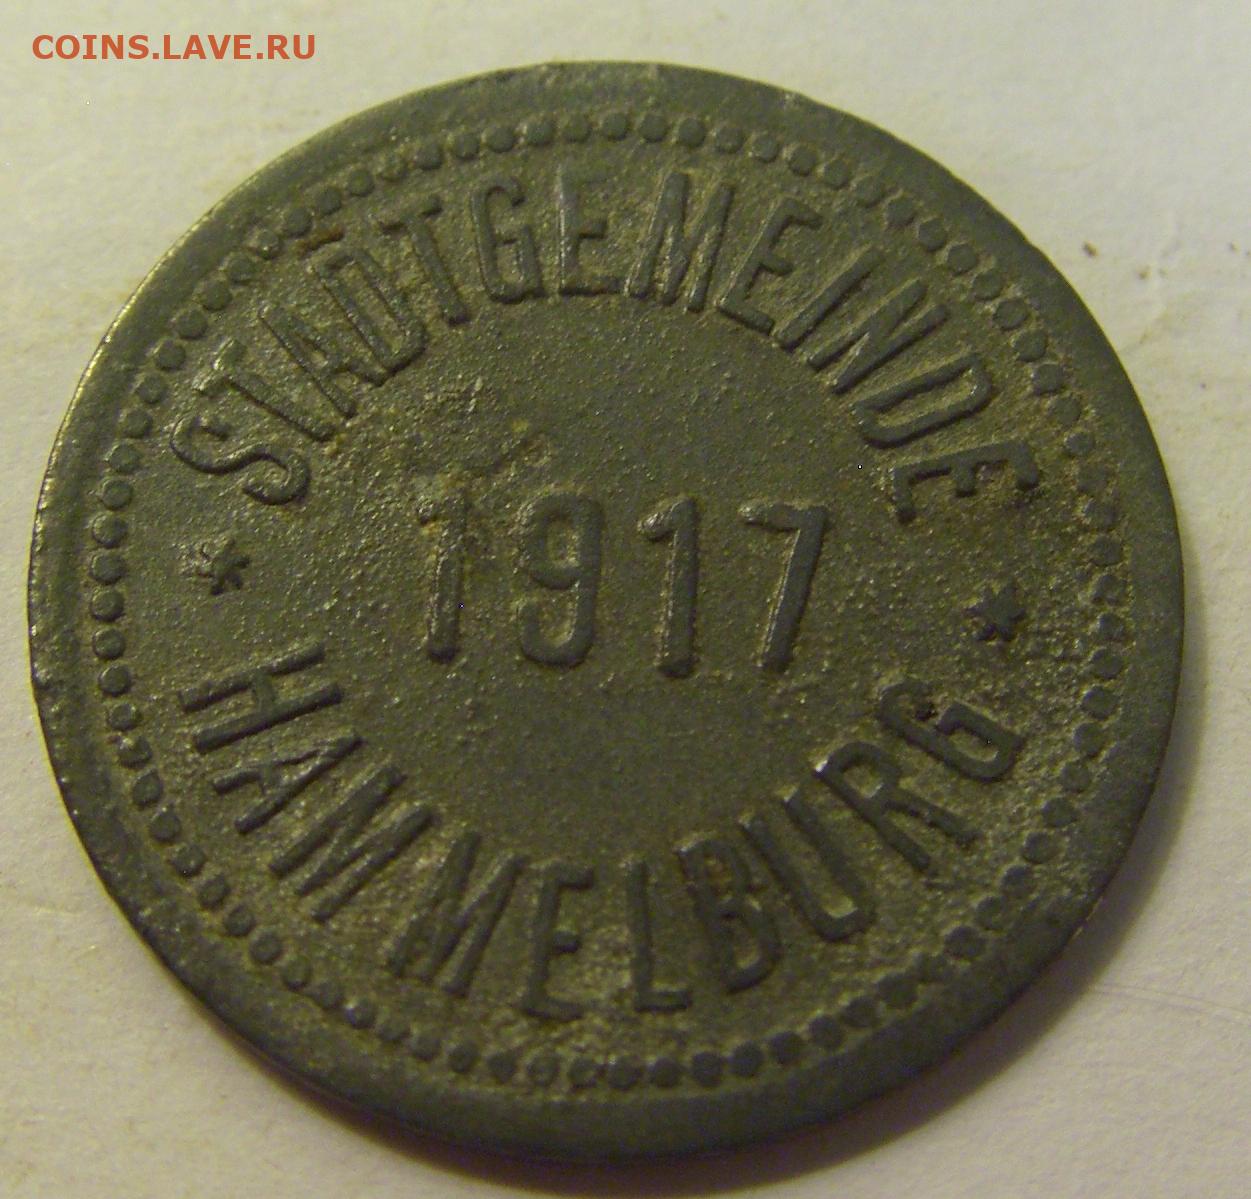 COINS.LAVE.RU
STADTGEMEINDE
1917
* HAMMELBURG *